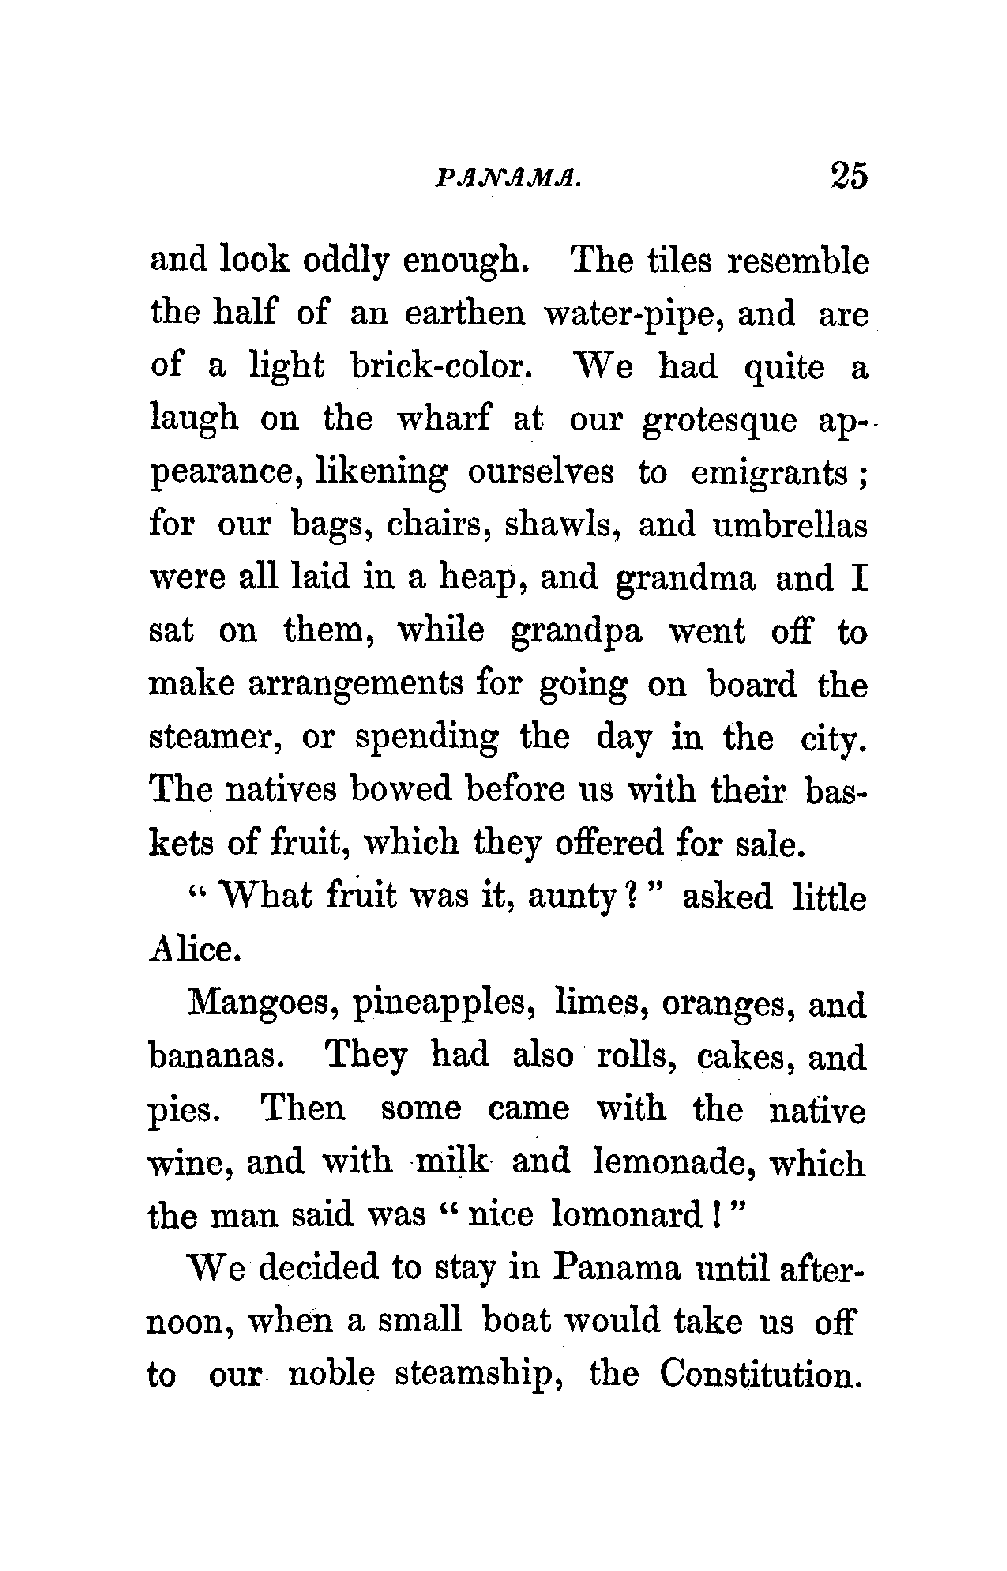 PANAMA. 25
and look oddly enough. The tiles resemble
the half of an earthen water-pipe, and are
of a light brick-color. We had quite a
laugh on the wharf at our grotesque ap-
pearance, likening ourselves to emigrants ;
for our bags, chairs, shawls, and umbrellas
were all laid in a heap, and grandma and I
sat on them, while grandpa went off to
make arrangements for going on board the
steamer, or spending the day in the city.
The natives bowed before us with their bas-
kets of fruit, which they offered for sale.
“ What fruit was it, aunty ? ” asked little
Alice.
Mangoes, pineapples, limes, oranges, and
bananas. They had also rolls, cakes, and
pies. Then some came with the native
wine, and with milk and lemonade, which
the man said was “ nice lomonard ! ”
We decided to stay in Panama until after-
noon, when a small boat would take us off
to our noble steamship, the Constitution.